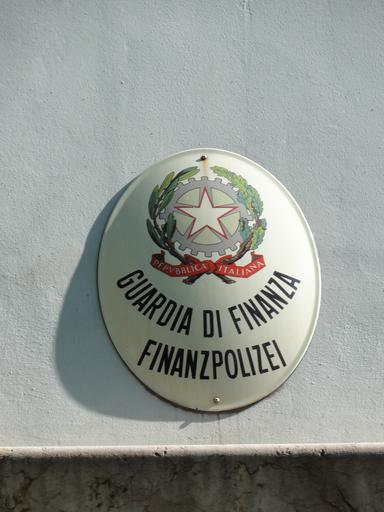 REPVBBLICA ITALIANA
GUARDIA DI FINANZA
FINANZPOLIZEI